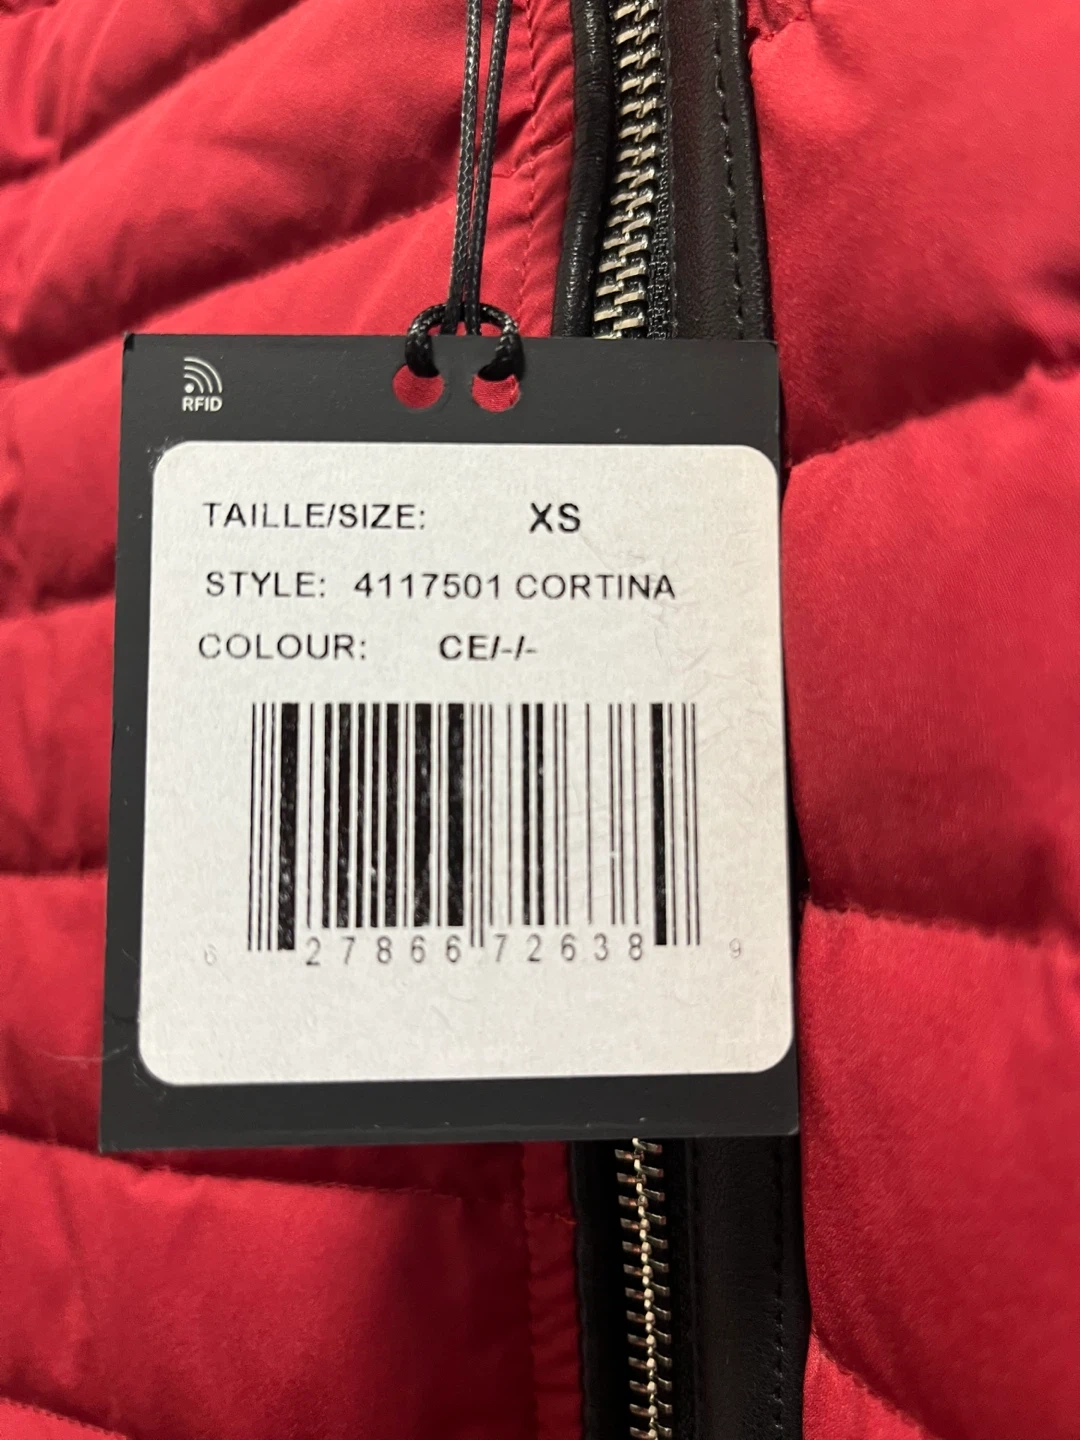 RFID
TAILLE/SIZE: XS
STYLE: 4117501 CORTINA
COLOUR: CE/-/-
6 27866 72638 9